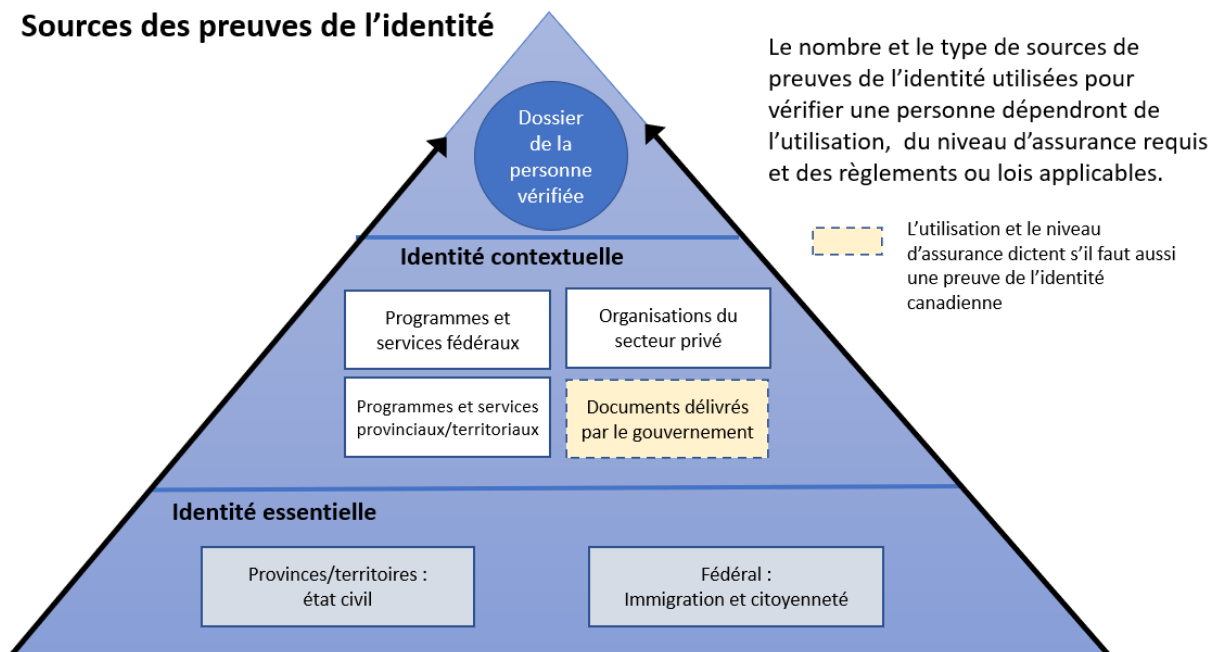 Sources des preuves de l’identité
Le nombre et le type de sources de
preuves de l’identité utilisées pour
vérifier une personne dépendront de
l’utilisation, du niveau d’assurance requis
et des règlements ou lois applicables.
L’utilisation et le niveau
d’assurance dictent s’il faut aussi
une preuve de l’identité
canadienne
Dossier
de la
personne
vérifiée
Identité contextuelle
Programmes et
services fédéraux
Organisations du
secteur privé
Programmes et services
provinciaux/territoriaux
Documents délivrés
par le gouvernement
Identité essentielle
Provinces/territoires :
état civil
Fédéral :
Immigration et citoyenneté